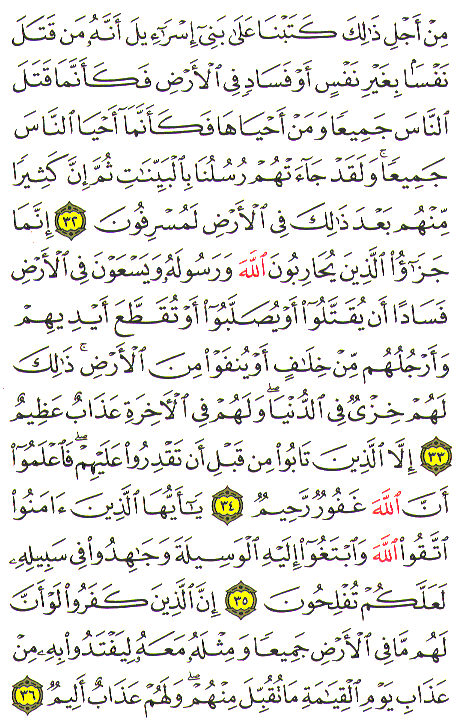 مِنْ أَجْلِ ذَٰلِكَ كَتَبْنَا عَلَىٰ بَنِىٓ إِسْرَٰٓءِيلَ أَنَّهُۥ مَن قَتَلَ
نَفْسًۢا بِغَيْرِ نَفْسٍ أَوْ فَسَادٍ فِى ٱلْأَرْضِ فَكَأَنَّمَا قَتَلَ
ٱلنَّاسَ جَمِيعًا وَمَنْ أَحْيَاهَا فَكَأَنَّمَآ أَحْيَا ٱلنَّاسَ
جَمِيعًا ۚ وَلَقَدْ جَآءَتْهُمْ رُسُلُنَا بِٱلْبَيِّنَٰتِ ثُمَّ إِنَّ كَثِيرًا
مِّنْهُم بَعْدَ ذَٰلِكَ فِى ٱلْأَرْضِ لَمُسْرِفُونَ ٣٢ إِنَّمَا
جَزَٰٓؤُا۟ ٱلَّذِينَ يُحَارِبُونَ ٱللَّهَ وَرَسُولَهُۥ وَيَسْعَوْنَ فِى ٱلْأَرْضِ
فَسَادًا أَن يُقَتَّلُوٓا۟ أَوْ يُصَلَّبُوٓا۟ أَوْ تُقَطَّعَ أَيْدِيهِمْ
وَأَرْجُلُهُم مِّنْ خِلَٰفٍ أَوْ يُنفَوْا۟ مِنَ ٱلْأَرْضِ ۚ ذَٰلِكَ
لَهُمْ خِزْىٌ فِى ٱلدُّنْيَا ۖ وَلَهُمْ فِى ٱلْءَاخِرَةِ عَذَابٌ عَظِيمٌ
٣٣ إِلَّا ٱلَّذِينَ تَابُوا۟ مِن قَبْلِ أَن تَقْدِرُوا۟ عَلَيْهِمْ ۖ فَٱعْلَمُوٓا۟
أَنَّ ٱللَّهَ غَفُورٌ رَّحِيمٌ ٣٤ يَٰٓأَيُّهَا ٱلَّذِينَ ءَامَنُوا۟
ٱتَّقُوا۟ ٱللَّهَ وَٱبْتَغُوٓا۟ إِلَيْهِ ٱلْوَسِيلَةَ وَجَٰهِدُوا۟ فِى سَبِيلِهِۦ
لَعَلَّكُمْ تُفْلِحُونَ ٣٥ إِنَّ ٱلَّذِينَ كَفَرُوا۟ لَوْ أَنَّ
لَهُم مَّا فِى ٱلْأَرْضِ جَمِيعًا وَمِثْلَهُۥ مَعَهُۥ لِيَفْتَدُوا۟ بِهِۦ مِنْ
عَذَابِ يَوْمِ ٱلْقِيَٰمَةِ مَا تُقُبِّلَ مِنْهُمْ ۖ وَلَهُمْ عَذَابٌ أَلِيمٌ ٣٦